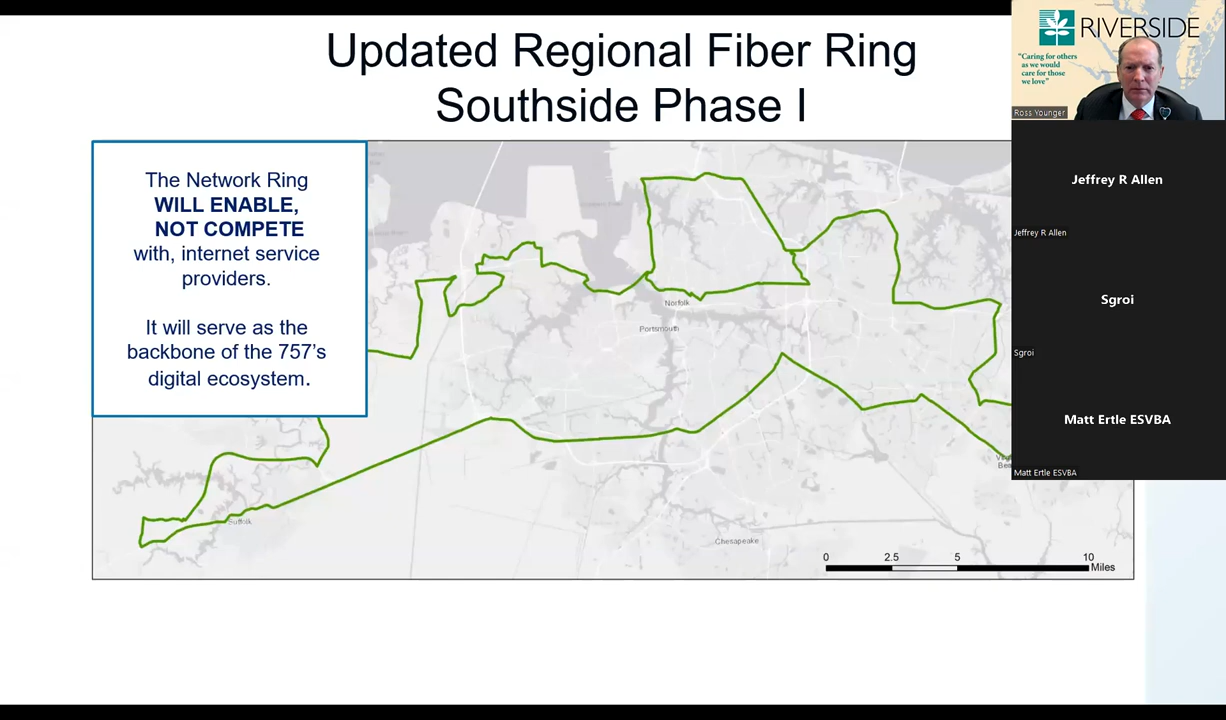 Updated Regional Fiber Ring
Southside Phase I
The Network Ring
WILL ENABLE,
NOT COMPETE
with, internet service
providers.
It will serve as the
backbone of the 757's
digital ecosystem.
Norfolk
Portsmouth
Suffolk
Chesapeake
0 2.5 5 10
Miles
RIVERSIDE
"Caring for others
as we would
care for those
we love"
Ross Younger
Jeffrey R Allen
Jeffrey R Allen
Sgroi
Sgroi
Matt Ertle ESVBA
Matt Ertle ESVBA